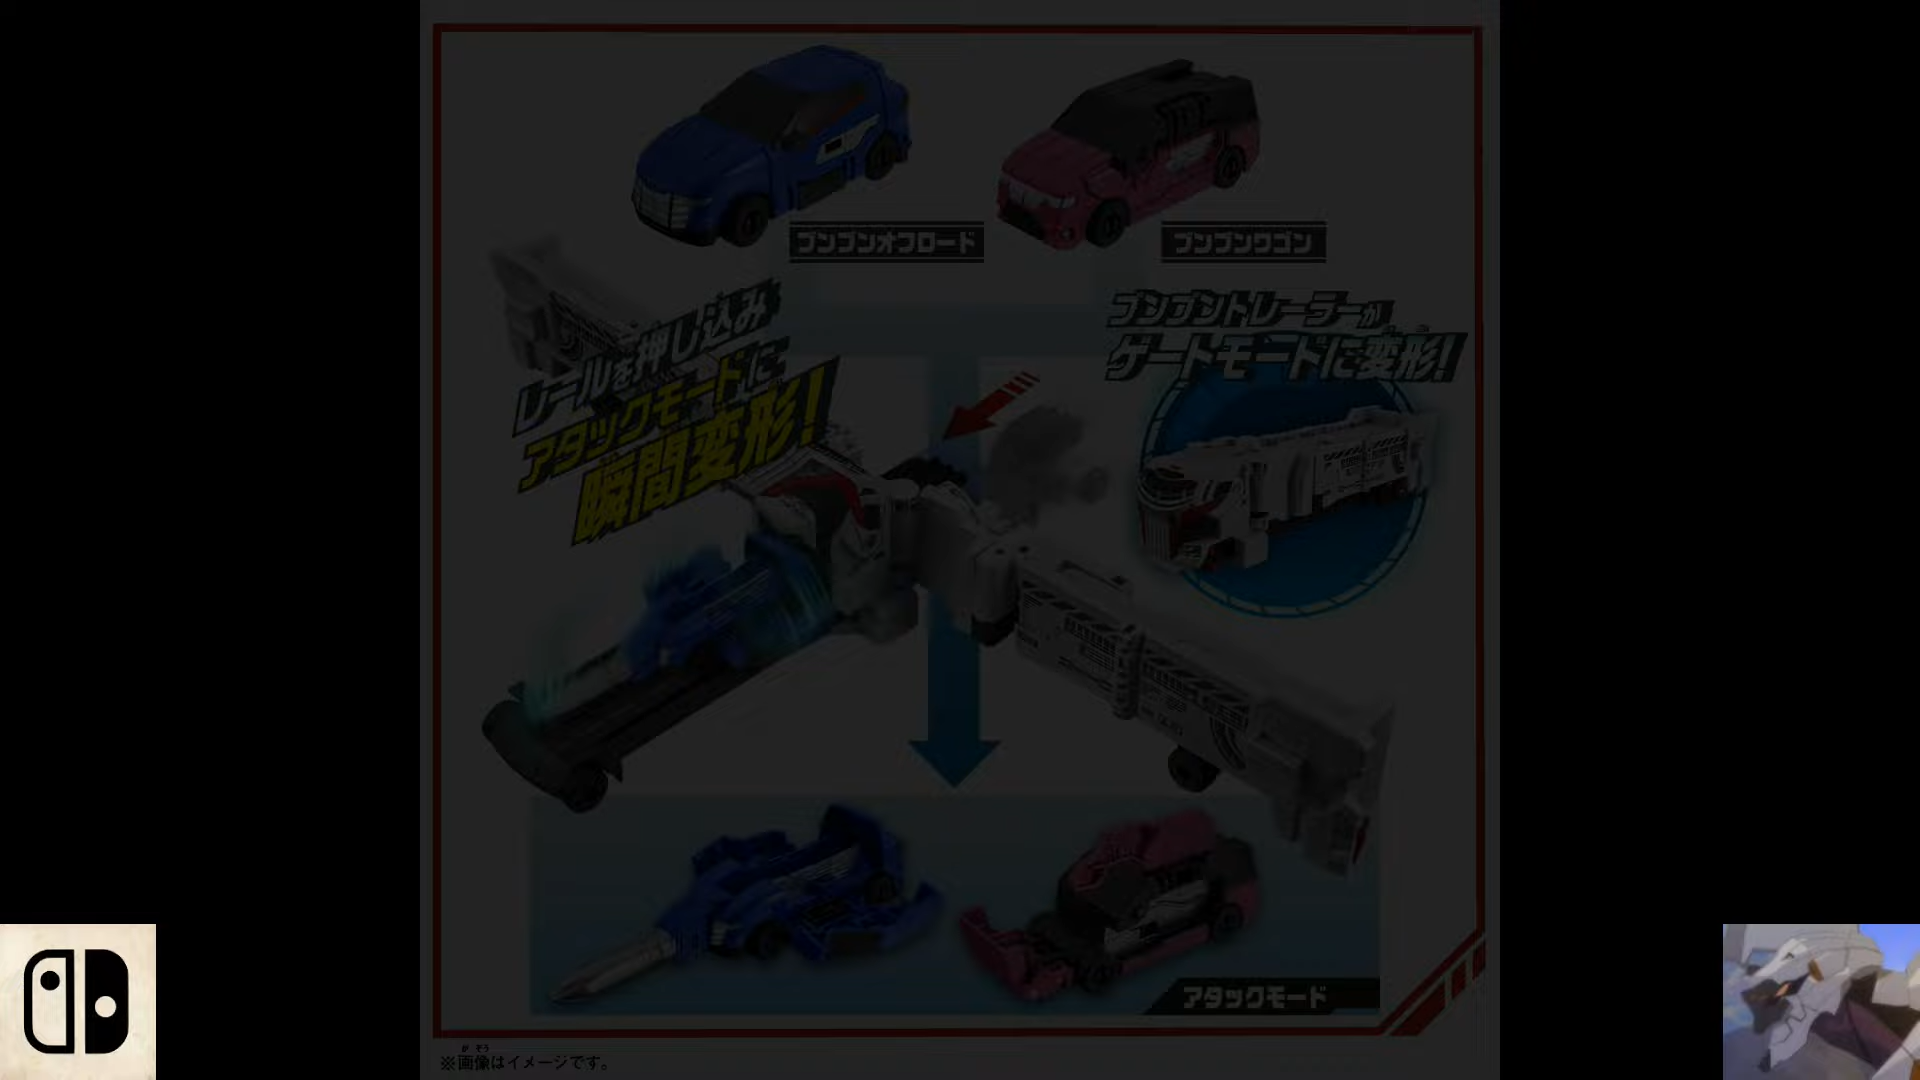 ブンブンオフロード
ブンブンワゴン
レールを押し込み
アタックモードに
瞬間変形!
ブンブントレーラーが
ゲートモードに変形!
アタックモード
※画像はイメージです。